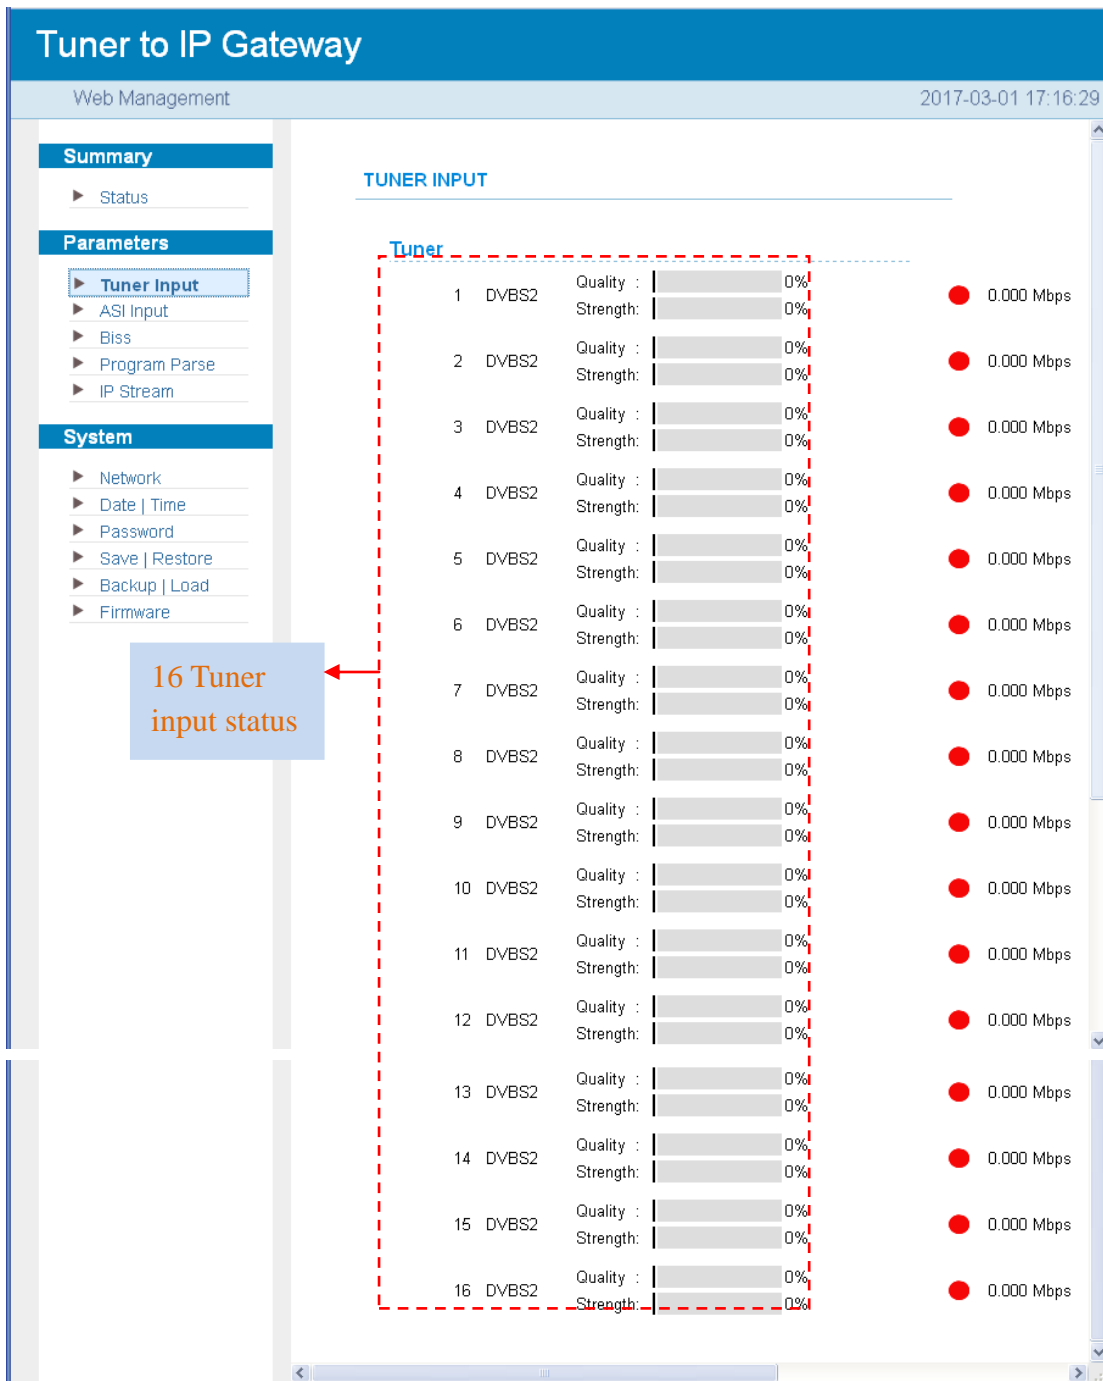 Tuner to IP Gateway
Web Management 2017-03-01 17:16:29
Summary
Status
Parameters
Tuner Input
ASI Input
Biss
Program Parse
IP Stream
System
Network
Date | Time
Password
Save | Restore
Backup | Load
Firmware
16 Tuner
input status
TUNER INPUT
Tuner
1 DVBS2 Quality : 0% 0.000 Mbps
Strength: 0%
2 DVBS2 Quality : 0% 0.000 Mbps
Strength: 0%
3 DVBS2 Quality : 0% 0.000 Mbps
Strength: 0%
4 DVBS2 Quality : 0% 0.000 Mbps
Strength: 0%
5 DVBS2 Quality : 0% 0.000 Mbps
Strength: 0%
6 DVBS2 Quality : 0% 0.000 Mbps
Strength: 0%
7 DVBS2 Quality : 0% 0.000 Mbps
Strength: 0%
8 DVBS2 Quality : 0% 0.000 Mbps
Strength: 0%
9 DVBS2 Quality : 0% 0.000 Mbps
Strength: 0%
10 DVBS2 Quality : 0% 0.000 Mbps
Strength: 0%
11 DVBS2 Quality : 0% 0.000 Mbps
Strength: 0%
12 DVBS2 Quality : 0% 0.000 Mbps
Strength: 0%
13 DVBS2 Quality : 0% 0.000 Mbps
Strength: 0%
14 DVBS2 Quality : 0% 0.000 Mbps
Strength: 0%
15 DVBS2 Quality : 0% 0.000 Mbps
Strength: 0%
16 DVBS2 Quality : 0% 0.000 Mbps
Strength: 0%